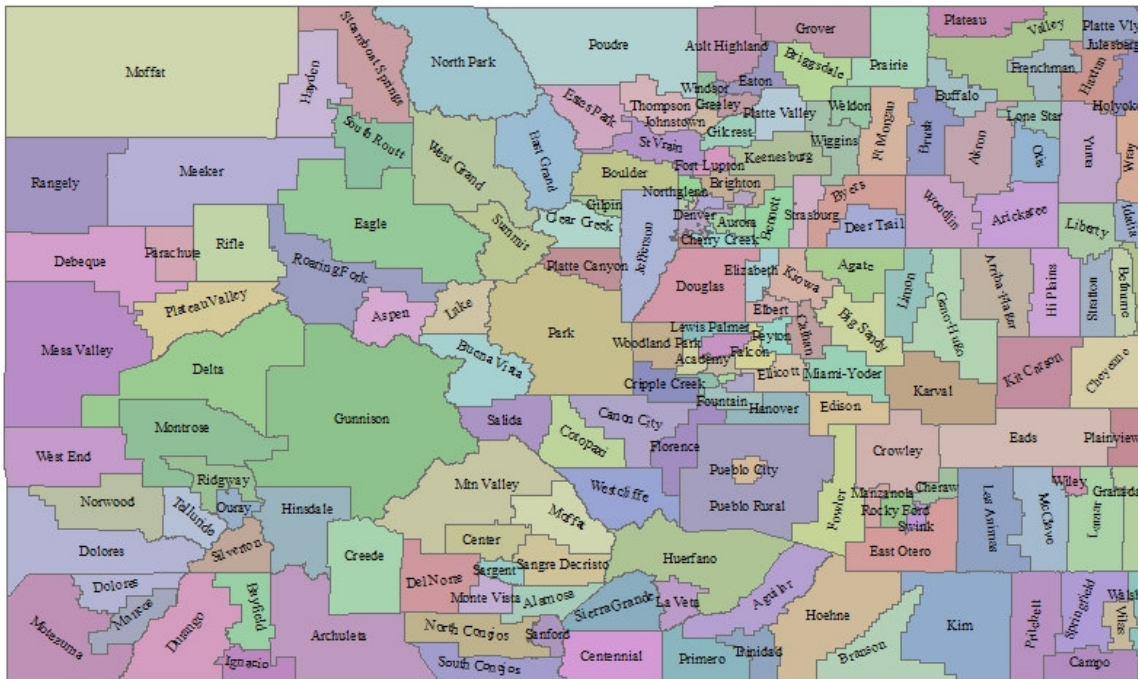 Moffat
Hayden
Steamboat Springs
North Park
Poudre
Ault Highland
Grover
Plateau
Valley
Platte Vly
Julesberg
Briggsdale
Prairie
Frenchman
Haxtun
Eaton
Windsor
Estes Park
Thompson
Johnstown
Greeley
Platte Valley
Weldon
Buffalo
Holyoke
Lone Star
South Routt
West Grand
East Grand
St Vrain
Gilcrest
Wiggins
Ft Morgan
Brush
Akron
Otis
Yuma
Wray
Rangely
Meeker
Boulder
Fort Lupton
Keenesburg
Gilpin
Northglenn
Brighton
Byers
Woodlin
Arickaree
Idalia
Eagle
Summit
Clear Creek
Jefferson
Denver
Aurora
Bennett
Strasburg
Deer Trail
Liberty
Cherry Creek
Debeque
Parachute
Rifle
Roaring Fork
Platte Canyon
Douglas
Elizabeth
Kiowa
Agate
Limon
Genoa-Hugo
Arriba-Flager
Hi Plains
Stratton
Bethune
Plateau Valley
Aspen
Lake
Park
Elbert
Big Sandy
Mesa Valley
Lewis Palmer
Peyton
Calhan
Woodland Park
Falcon
Academy
Buena Vista
Delta
Cripple Creek
Ellicott
Miami-Yoder
Karval
Kit Carson
Cheyenne
Fountain
Hanover
Edison
Gunnison
Salida
Canon City
Montrose
Cotopaxi
Florence
Crowley
Eads
Plainview
West End
Pueblo City
Ridgway
Norwood
Telluride
Ouray
Hinsdale
Mtn Valley
Westcliffe
Pueblo Rural
Fowler
Manzanola
Cheraw
Rocky Ford
Swink
Las Animas
McClave
Wiley
Lamar
Granada
Moffat
Dolores
Silverton
Creede
Center
Sangre Decristo
Huerfano
East Otero
Sargent
Del Norte
Dolores
Mancos
Bayfield
Monte Vista
Alamosa
Sierra Grande
La Veta
Aguilar
Hoehne
Kim
Pritchett
Springfield
Walsh
Vilas
Motezuma
Durango
Archuleta
North Conejos
Sanford
Ignacio
South Conejos
Centennial
Primero
Trinidad
Branson
Campo